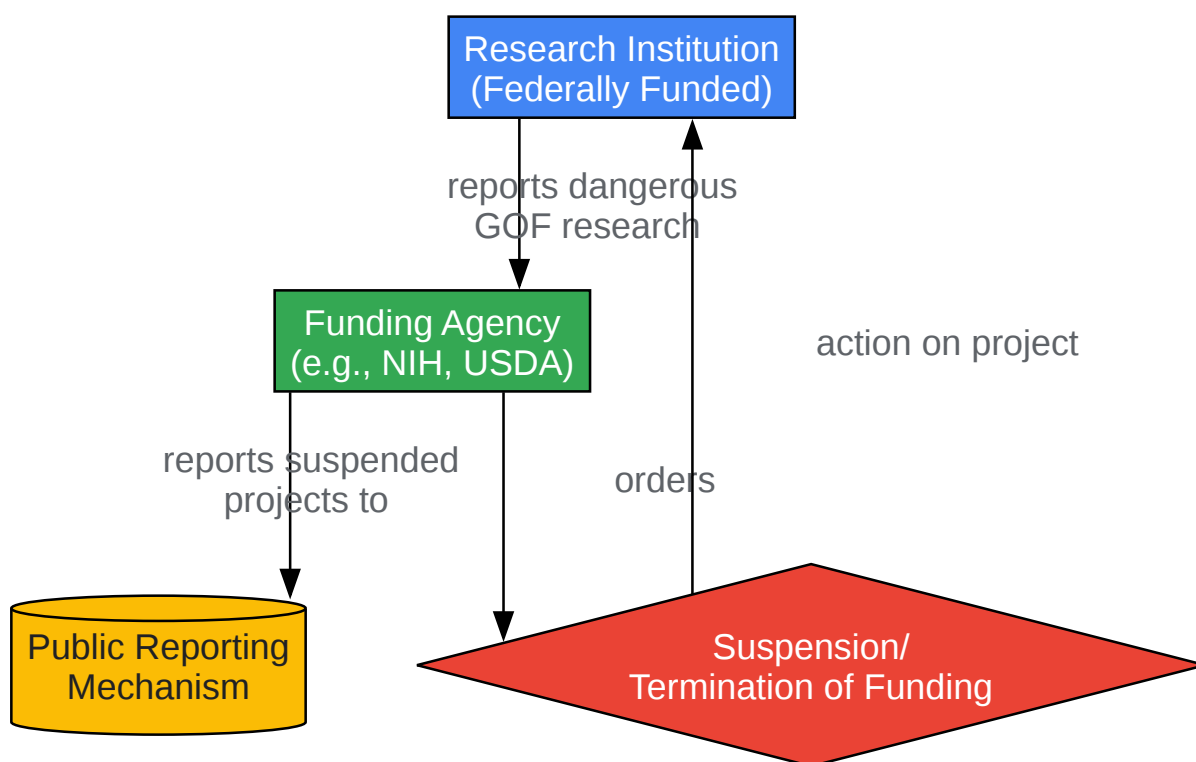 Research Institution
(Federally Funded)
reports dangerous
GOF research
Funding Agency
(e.g., NIH, USDA)
action on project
reports suspended
projects to
orders
Public Reporting
Mechanism
Suspension/
Termination of Funding